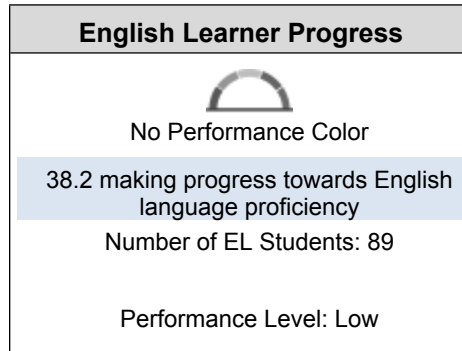 English Learner Progress
No Performance Color
38.2 making progress towards English
language proficiency
Number of EL Students: 89
Performance Level: Low